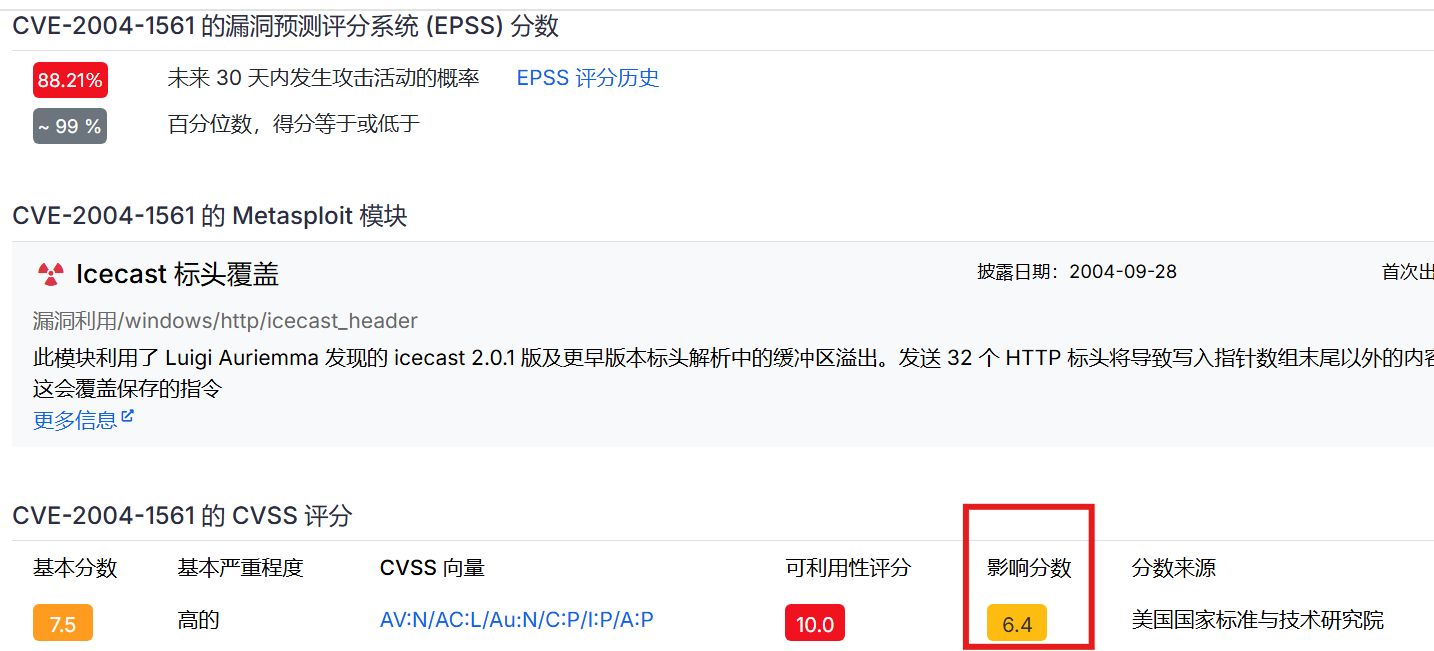 CVE-2004-1561 的漏洞预测评分系统 (EPSS) 分数
88.21% 未来 30 天内发生攻击活动的概率 EPSS 评分历史
~ 99 % 百分位数，得分等于或低于
CVE-2004-1561 的 Metasploit 模块
Icecast 标头覆盖 披露日期：2004-09-28 首次出
漏洞利用/windows/http/icecast_header
此模块利用了 Luigi Auriemma 发现的 icecast 2.0.1 版及更早版本标头解析中的缓冲区溢出。发送 32 个 HTTP 标头将导致写入指针数组末尾以外的内容
这会覆盖保存的指令
更多信息
CVE-2004-1561 的 CVSS 评分
基本分数 基本严重程度 CVSS 向量 可利用性评分 影响分数 分数来源
7.5 高的 AV:N/AC:L/Au:N/C:P/I:P/A:P 10.0 6.4 美国国家标准与技术研究院